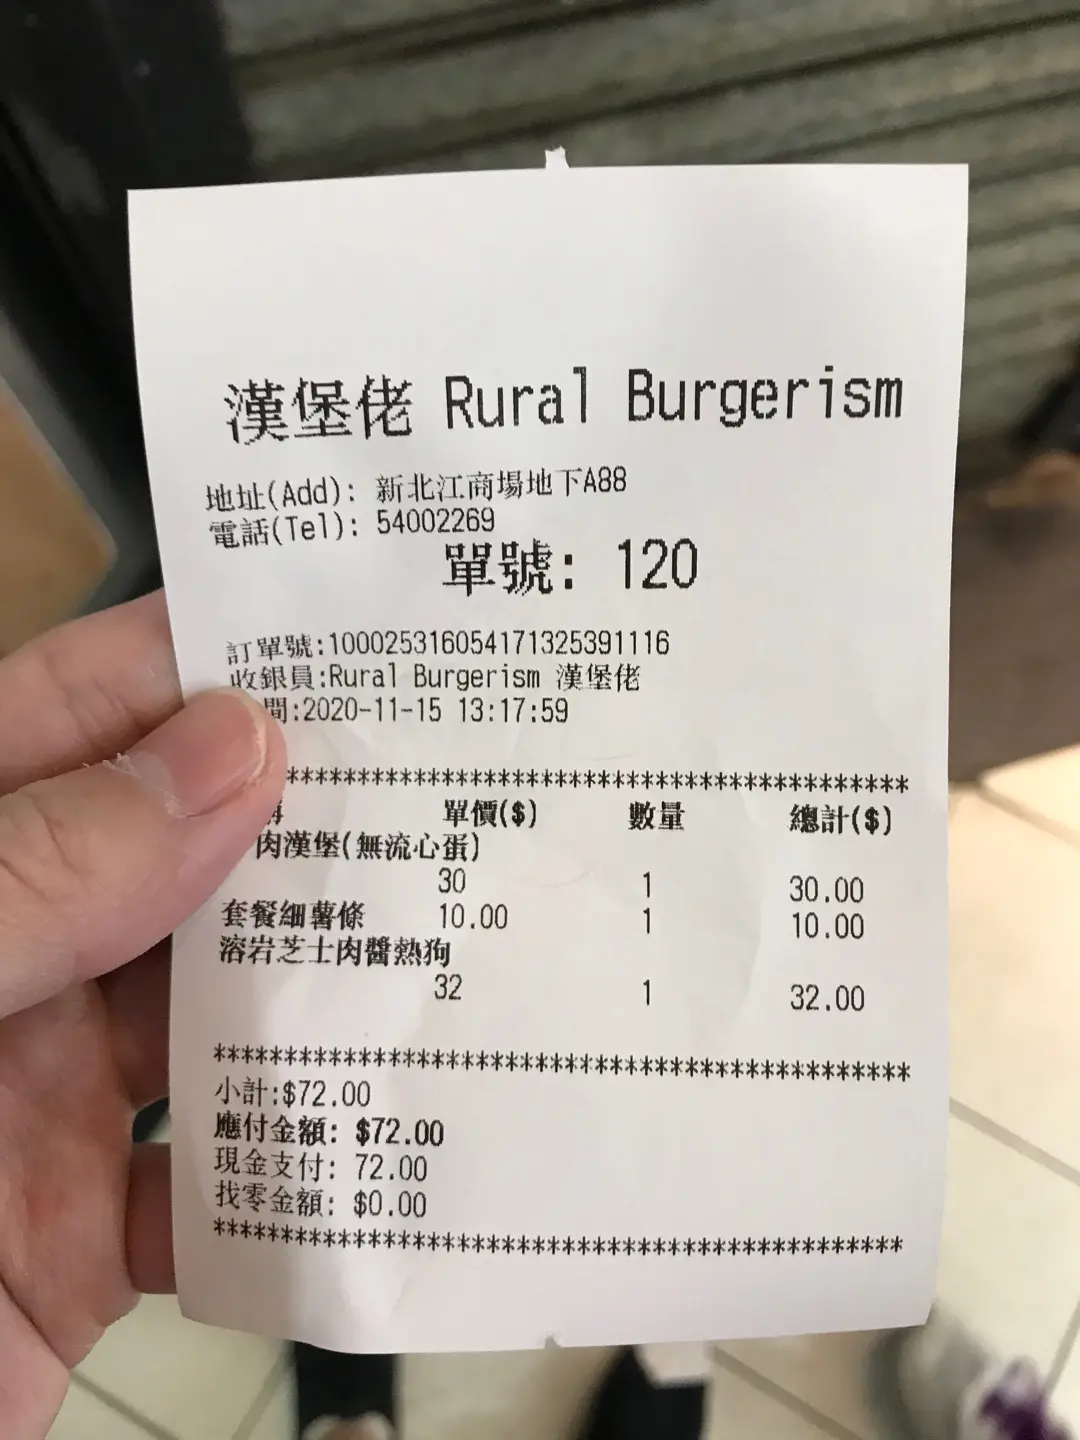 漢堡佬 Rural Burgerism
地址(Add): 新北江商場地下A88
電話(Tel): 54002269
單號: 120
訂單號:1000253160541713253911​16
收銀員:Rural Burgerism 漢堡佬
間:2020-11-15 13:17:59
********************************************
單價($) 數量 總計($)
肉漢堡(無流心蛋)
30 1 30.00
套餐細薯條 10.00 1 10.00
溶岩芝士肉醬熱狗
32 1 32.00
************************************************
小計:$72.00
應付金額: $72.00
現金支付: 72.00
找零金額: $0.00
************************************************